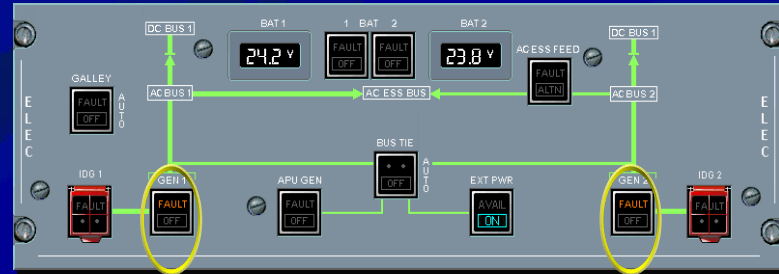 BAT 1
1 BAT 2
BAT 2
DC BUS 1
24.2 V
FAULT
OFF
FAULT
OFF
23.8 V
AC ESS FEED
FAULT
ALTN
DC BUS 1
GALLEY
FAULT
OFF
AUTO
AC BUS 1
AC ESS BUS
AC BUS 2
ELEC
ELEC
BUS TIE
OFF
AUTO
IDG 1
FAULT
GEN 1
FAULT
OFF
APU GEN
FAULT
OFF
EXT PWR
AVAIL
ON
GEN 2
FAULT
OFF
IDG 2
FAULT